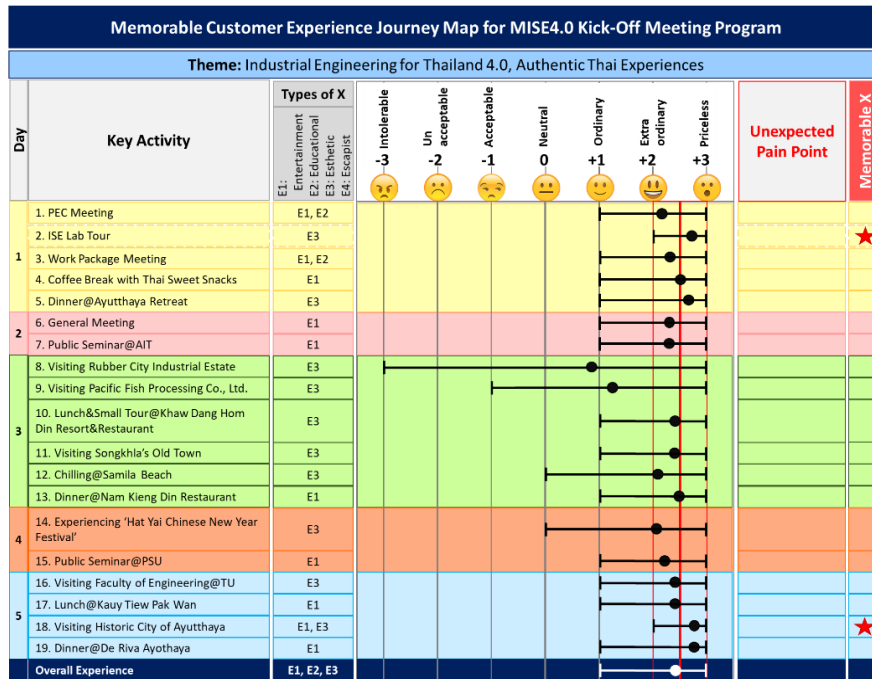 Memorable Customer Experience Journey Map for MISE4.0 Kick-Off Meeting Program
Theme: Industrial Engineering for Thailand 4.0, Authentic Thai Experiences
Day
Key Activity
Types of X
E1: Entertainment
E2: Educational
E3: Esthetic
E4: Escapist
Intolerable
Un acceptable
Acceptable
Neutral
Ordinary
Extra ordinary
Priceless
-3
-2
-1
0
+1
+2
+3
Unexpected
Pain Point
Memorable X
1
1. PEC Meeting E1, E2
2. ISE Lab Tour E3
3. Work Package Meeting E1, E2
4. Coffee Break with Thai Sweet Snacks E1
5. Dinner@Ayutthaya Retreat E3
2
6. General Meeting E1
7. Public Seminar@AIT E1
3
8. Visiting Rubber City Industrial Estate E3
9. Visiting Pacific Fish Processing Co., Ltd. E3
10. Lunch&Small Tour@Khaw Dang Hom
Din Resort&Restaurant E3
11. Visiting Songkhla's Old Town E3
12. Chilling@Samila Beach E3
13. Dinner@Nam Kieng Din Restaurant E1
4
14. Experiencing 'Hat Yai Chinese New Year
Festival' E3
15. Public Seminar@PSU E1
5
16. Visiting Faculty of Engineering@TU E3
17. Lunch@Kauy Tiew Pak Wan E1
18. Visiting Historic City of Ayutthaya E1, E3
19. Dinner@De Riva Ayothaya E1
Overall Experience E1, E2, E3